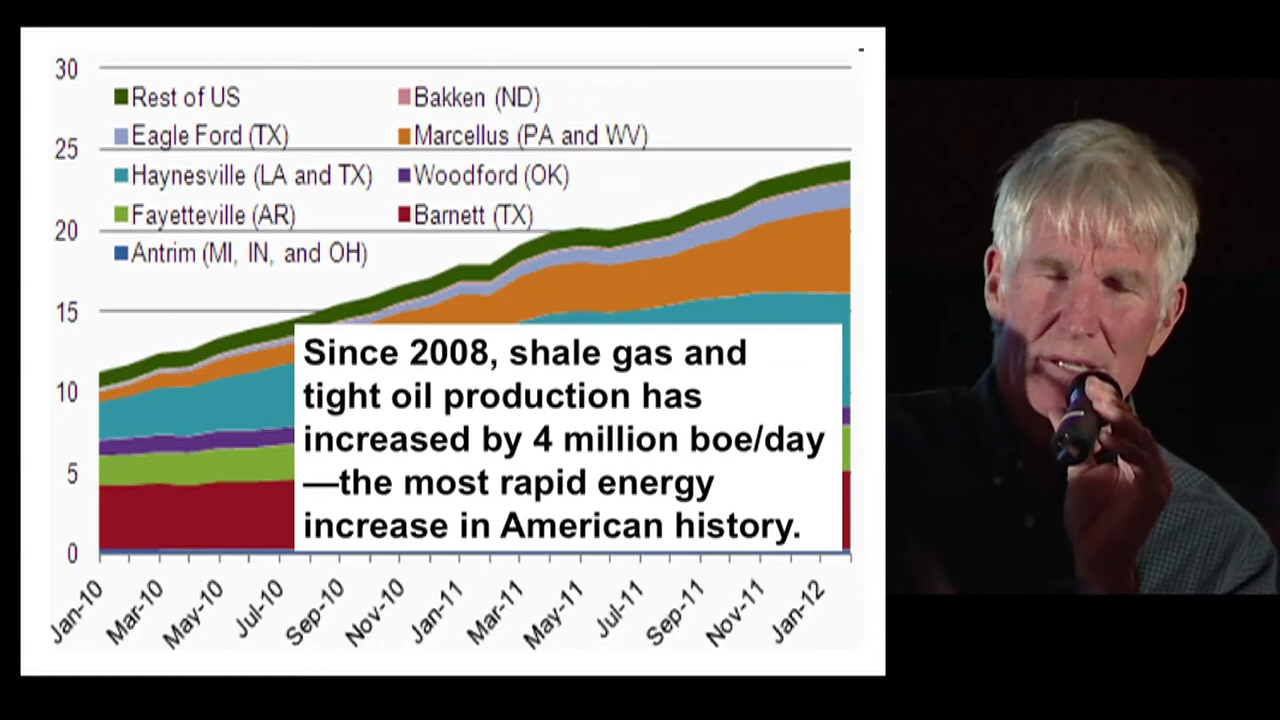 30
25
20
15
10
5
0
Rest of US
Bakken (ND)
Eagle Ford (TX)
Marcellus (PA and WV)
Haynesville (LA and TX)
Woodford (OK)
Fayetteville (AR)
Barnett (TX)
Antrim (MI, IN, and OH)
Since 2008, shale gas and
tight oil production has
increased by 4 million boe/day
—the most rapid energy
increase in American history.
Jan-10
Mar-10
May-10
Jul-10
Sep-10
Nov-10
Jan-11
Mar-11
May-11
Jul-11
Sep-11
Nov-11
Jan-12